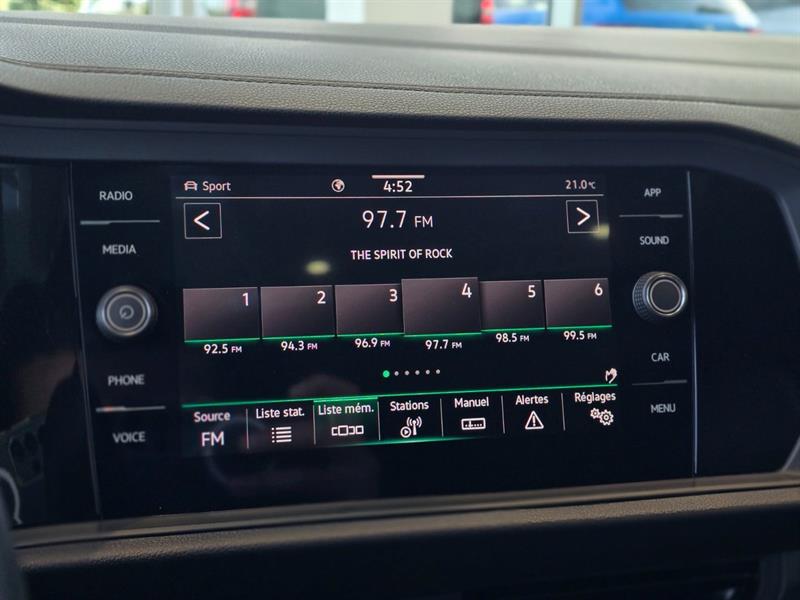 RADIO
MEDIA
PHONE
VOICE
Sport
4:52
21.0°C
97.7 FM
THE SPIRIT OF ROCK
1 2 3 4 5 6
92.5 FM 94.3 FM 96.9 FM 97.7 FM 98.5 FM 99.5 FM
Source Liste stat. Liste mém. Stations Manuel Alertes Réglages
FM
APP
SOUND
CAR
MENU